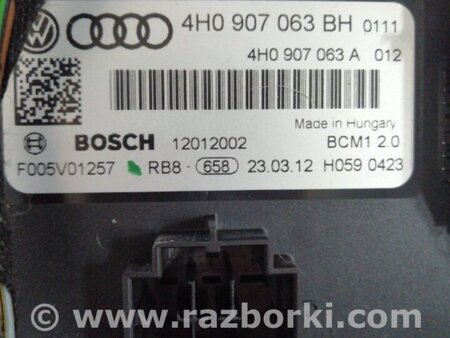 4H0 907 063 BH 0111
4H0 907 063 A 012
Made in Hungary
BOSCH 12012002 BCM1 2.0
F005V01257 RB8 - 658 23.03.12 H059 0423
© www.razborki.com